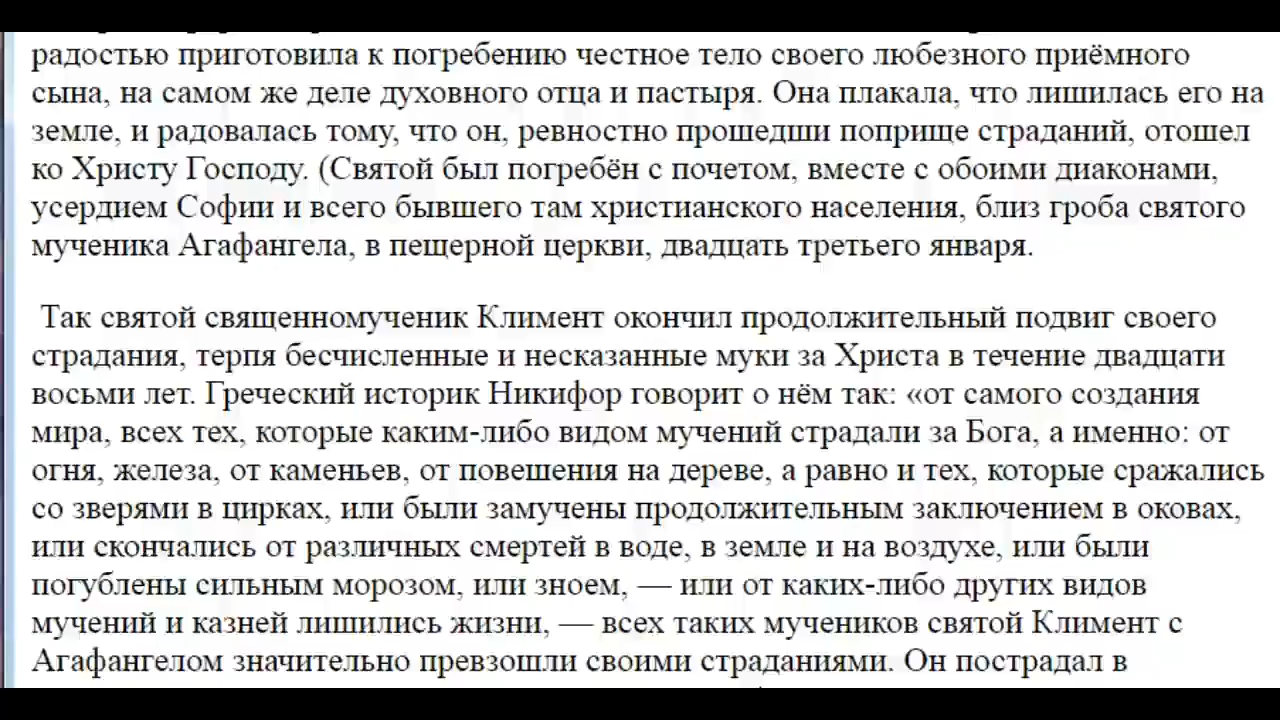 радостью приготовила к погребению честное тело своего любезного приёмного
сына, на самом же деле духовного отца и пастыря. Она плакала, что лишилась его на
земле, и радовалась тому, что он, ревностно прошедши поприще страданий, отошел
ко Христу Господу. (Святой был погребён с почетом, вместе с обоими диаконами,
усердием Софии и всего бывшего там христианского населения, близ гроба святого
мученика Агафангела, в пещерной церкви, двадцать третьего января.
Так святой священномученик Климент окончил продолжительный подвиг своего
страдания, терпя бесчисленные и несказанные муки за Христа в течение двадцати
восьми лет. Греческий историк Никифор говорит о нём так: «от самого создания
мира, всех тех, которые каким-либо видом мучений страдали за Бога, а именно: от
огня, железа, от каменьев, от повешения на дереве, а равно и тех, которые сражались
со зверями в цирках, или были замучены продолжительным заключением в оковах,
или скончались от различных смертей в воде, в земле и на воздухе, или были
погублены сильным морозом, или зноем, — или от каких-либо других видов
мучений и казней лишились жизни, — всех таких мучеников святой Климент с
Агафангелом значительно превзошли своими страданиями. Он пострадал в